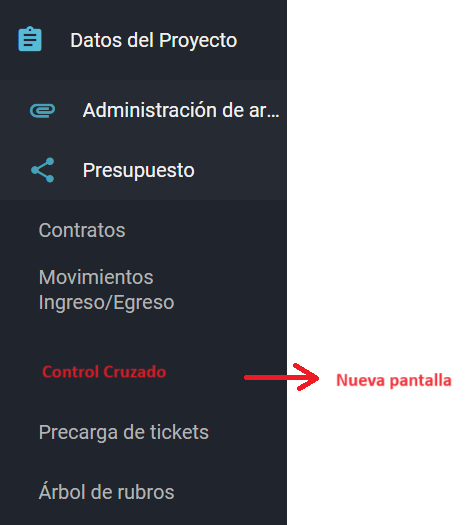 Datos del Proyecto
Administración de ar...
Presupuesto
Contratos
Movimientos
Ingreso/Egreso
Control Cruzado
Nueva pantalla
Precarga de tickets
Árbol de rubros